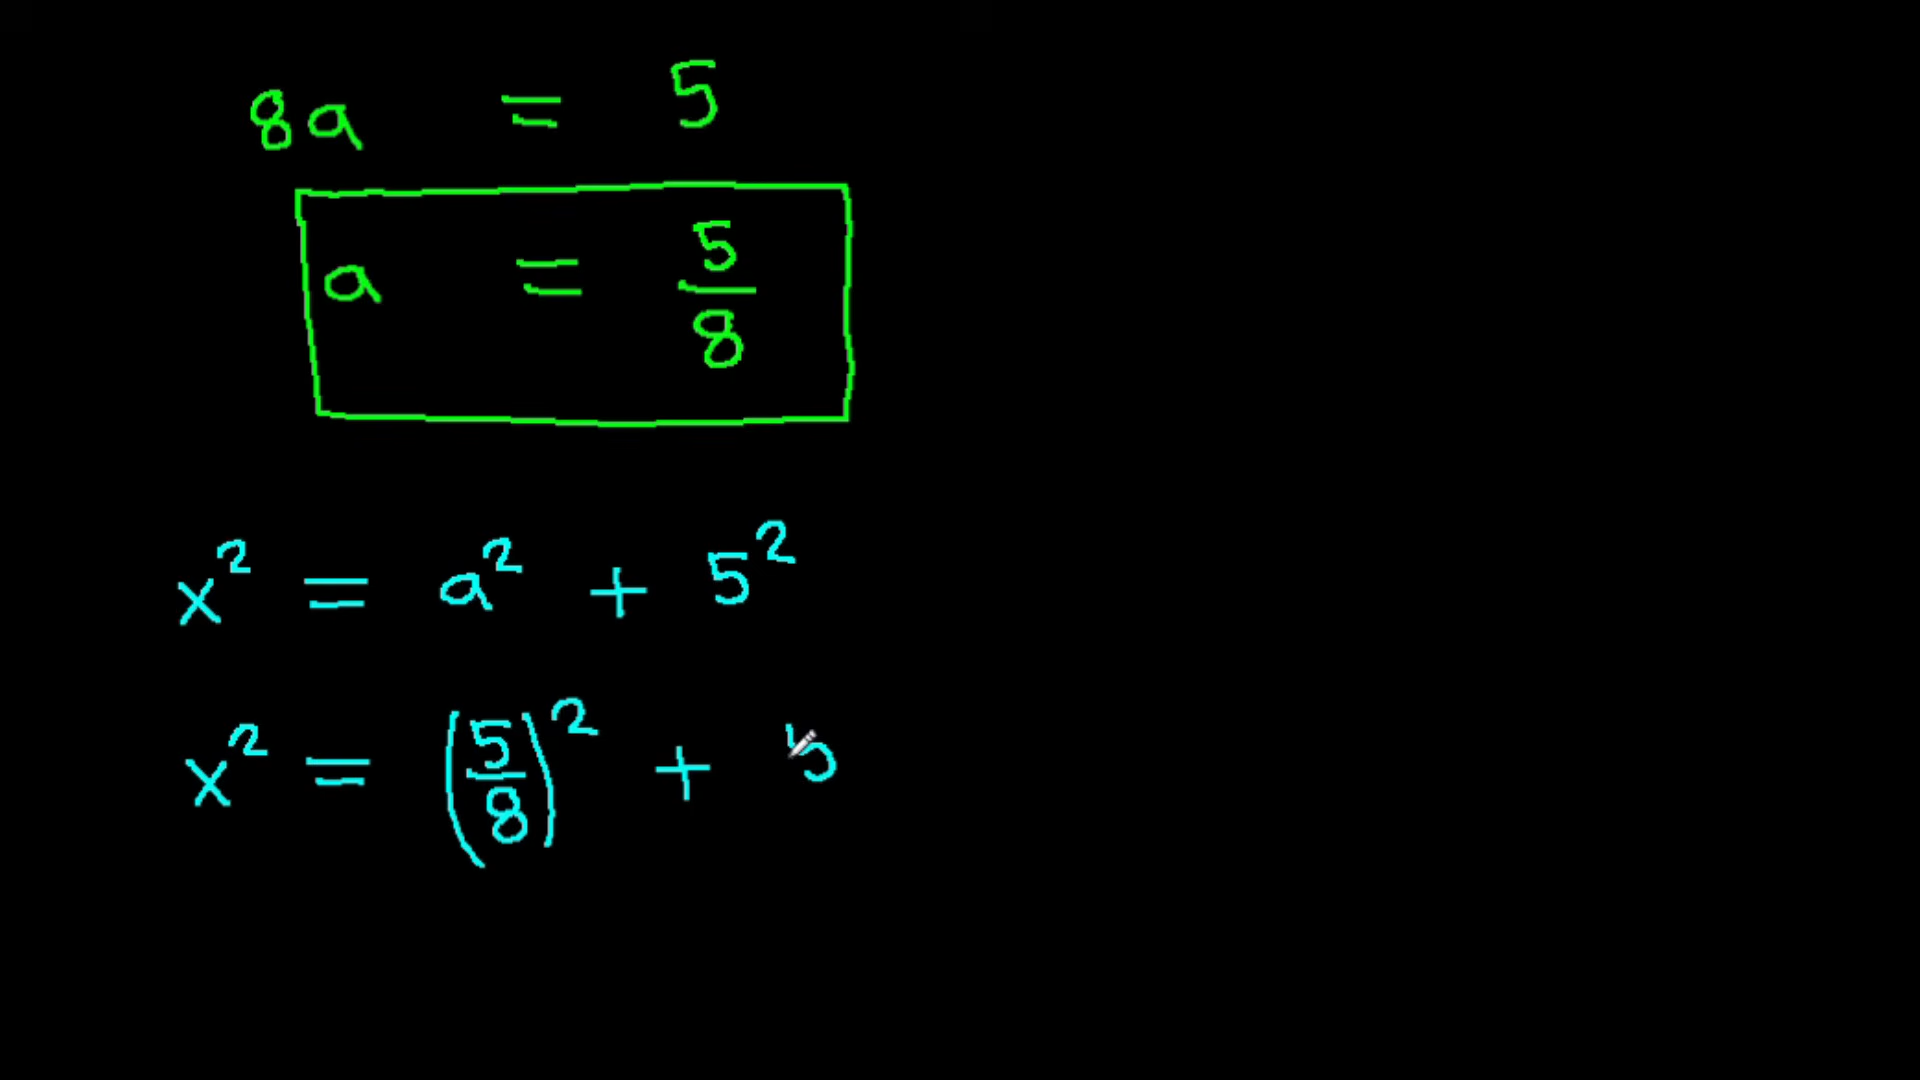 8a = 5
a = 5/8
x² = a² + 5²
x² = (5/8)² + 5